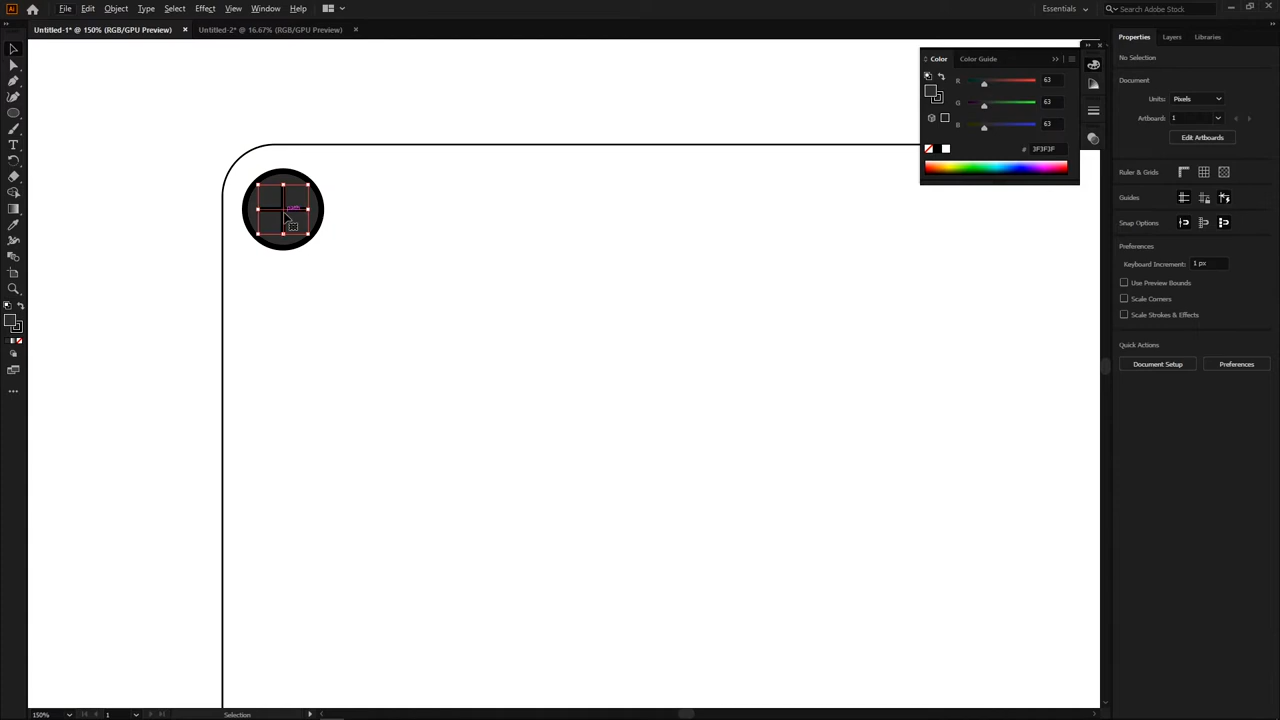 Ai File Edit Object Type Select Effect View Window Help Essentials Search Adobe Stock
Untitled-1* @ 150% (RGB/GPU Preview) × Untitled-2* @ 16.67% (RGB/GPU Preview) ×
Color Color Guide
R 63
G 63
B 63
# 3F3F3F
Properties Layers Libraries
No Selection
Document
Units: Pixels
Artboard: 1
Edit Artboards
Ruler & Grids
Guides
Snap Options
Preferences
Keyboard Increment: 1 px
Use Preview Bounds
Scale Corners
Scale Strokes & Effects
Quick Actions
Document Setup Preferences
150% 1 Selection